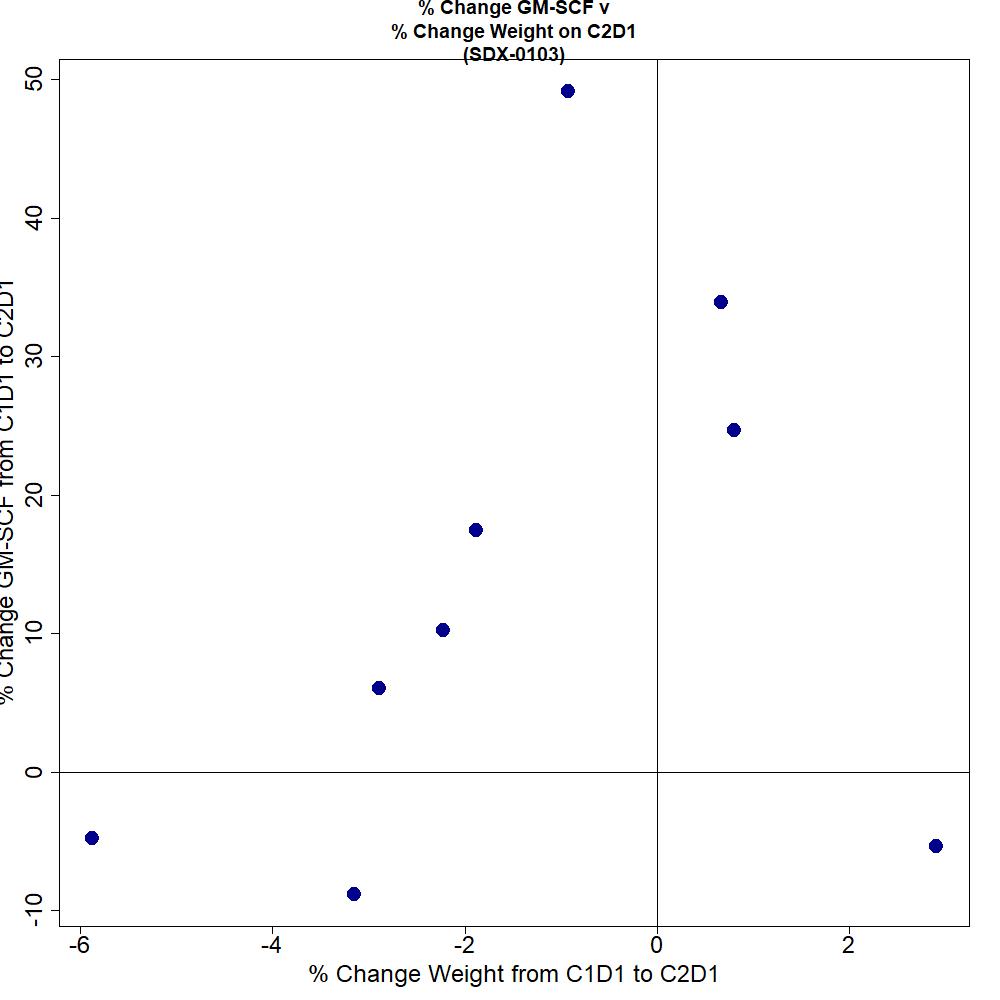 % Change GM-SCF v
% Change Weight on C2D1
(SDX-0103)
% Change GM-SCF from C1D1 to C2D1
50
40
30
20
10
0
-10
-6
-4
-2
0
2
% Change Weight from C1D1 to C2D1